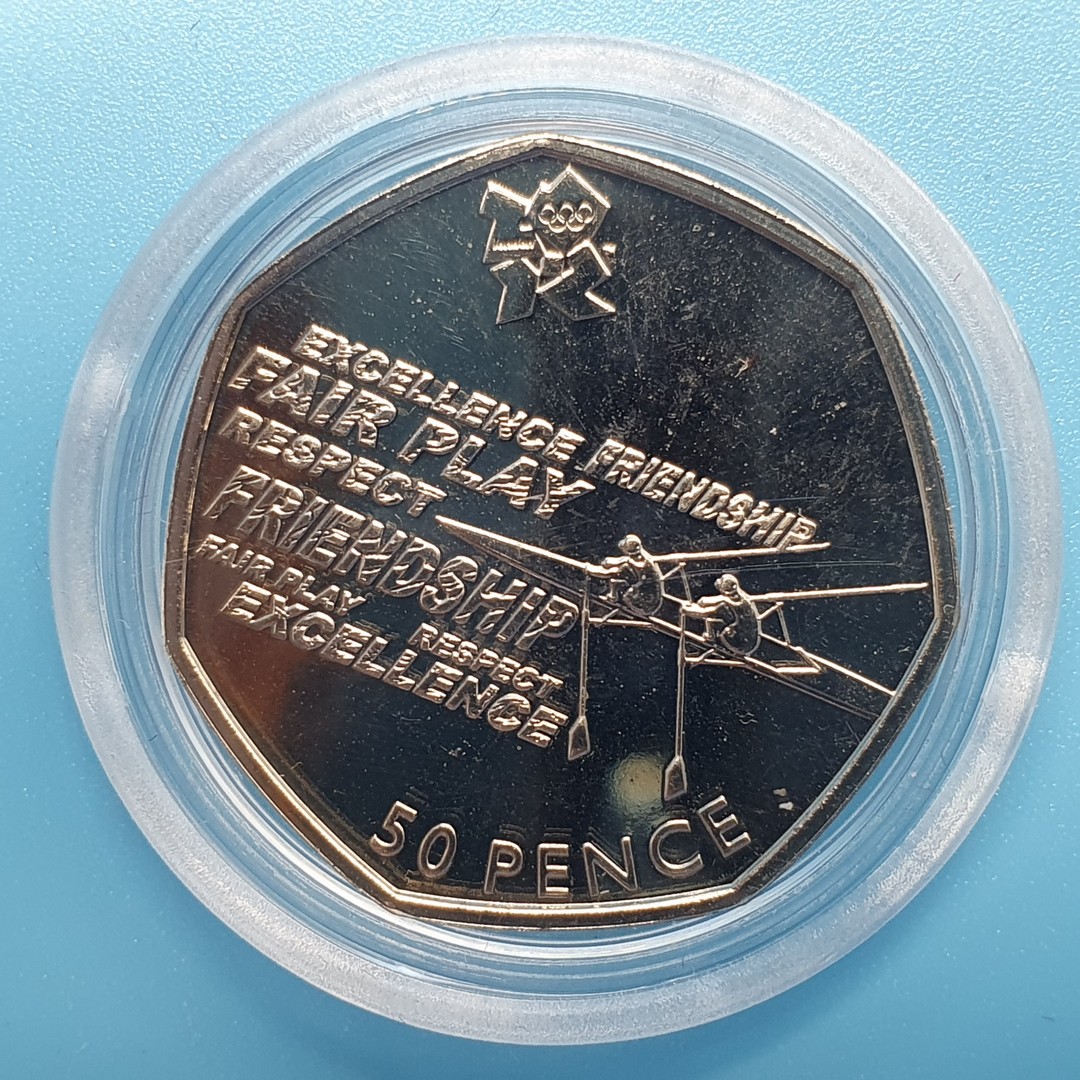 EXCELLENCE FRIENDSHIP
FAIR PLAY
RESPECT
FRIENDSHIP
FAIR PLAY
RESPECT
EXCELLENCE
50 PENCE